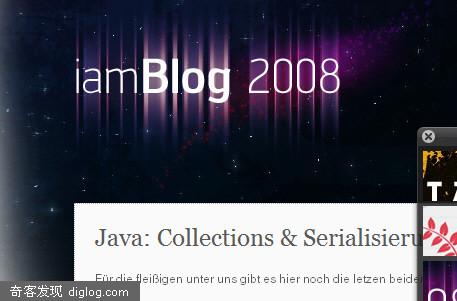 iamBlog 2008
Java: Collections & Serialisieru
Für die fleißigen unter uns gibt es hier noch die letzen beiden
T
奇客发现 diglog.com